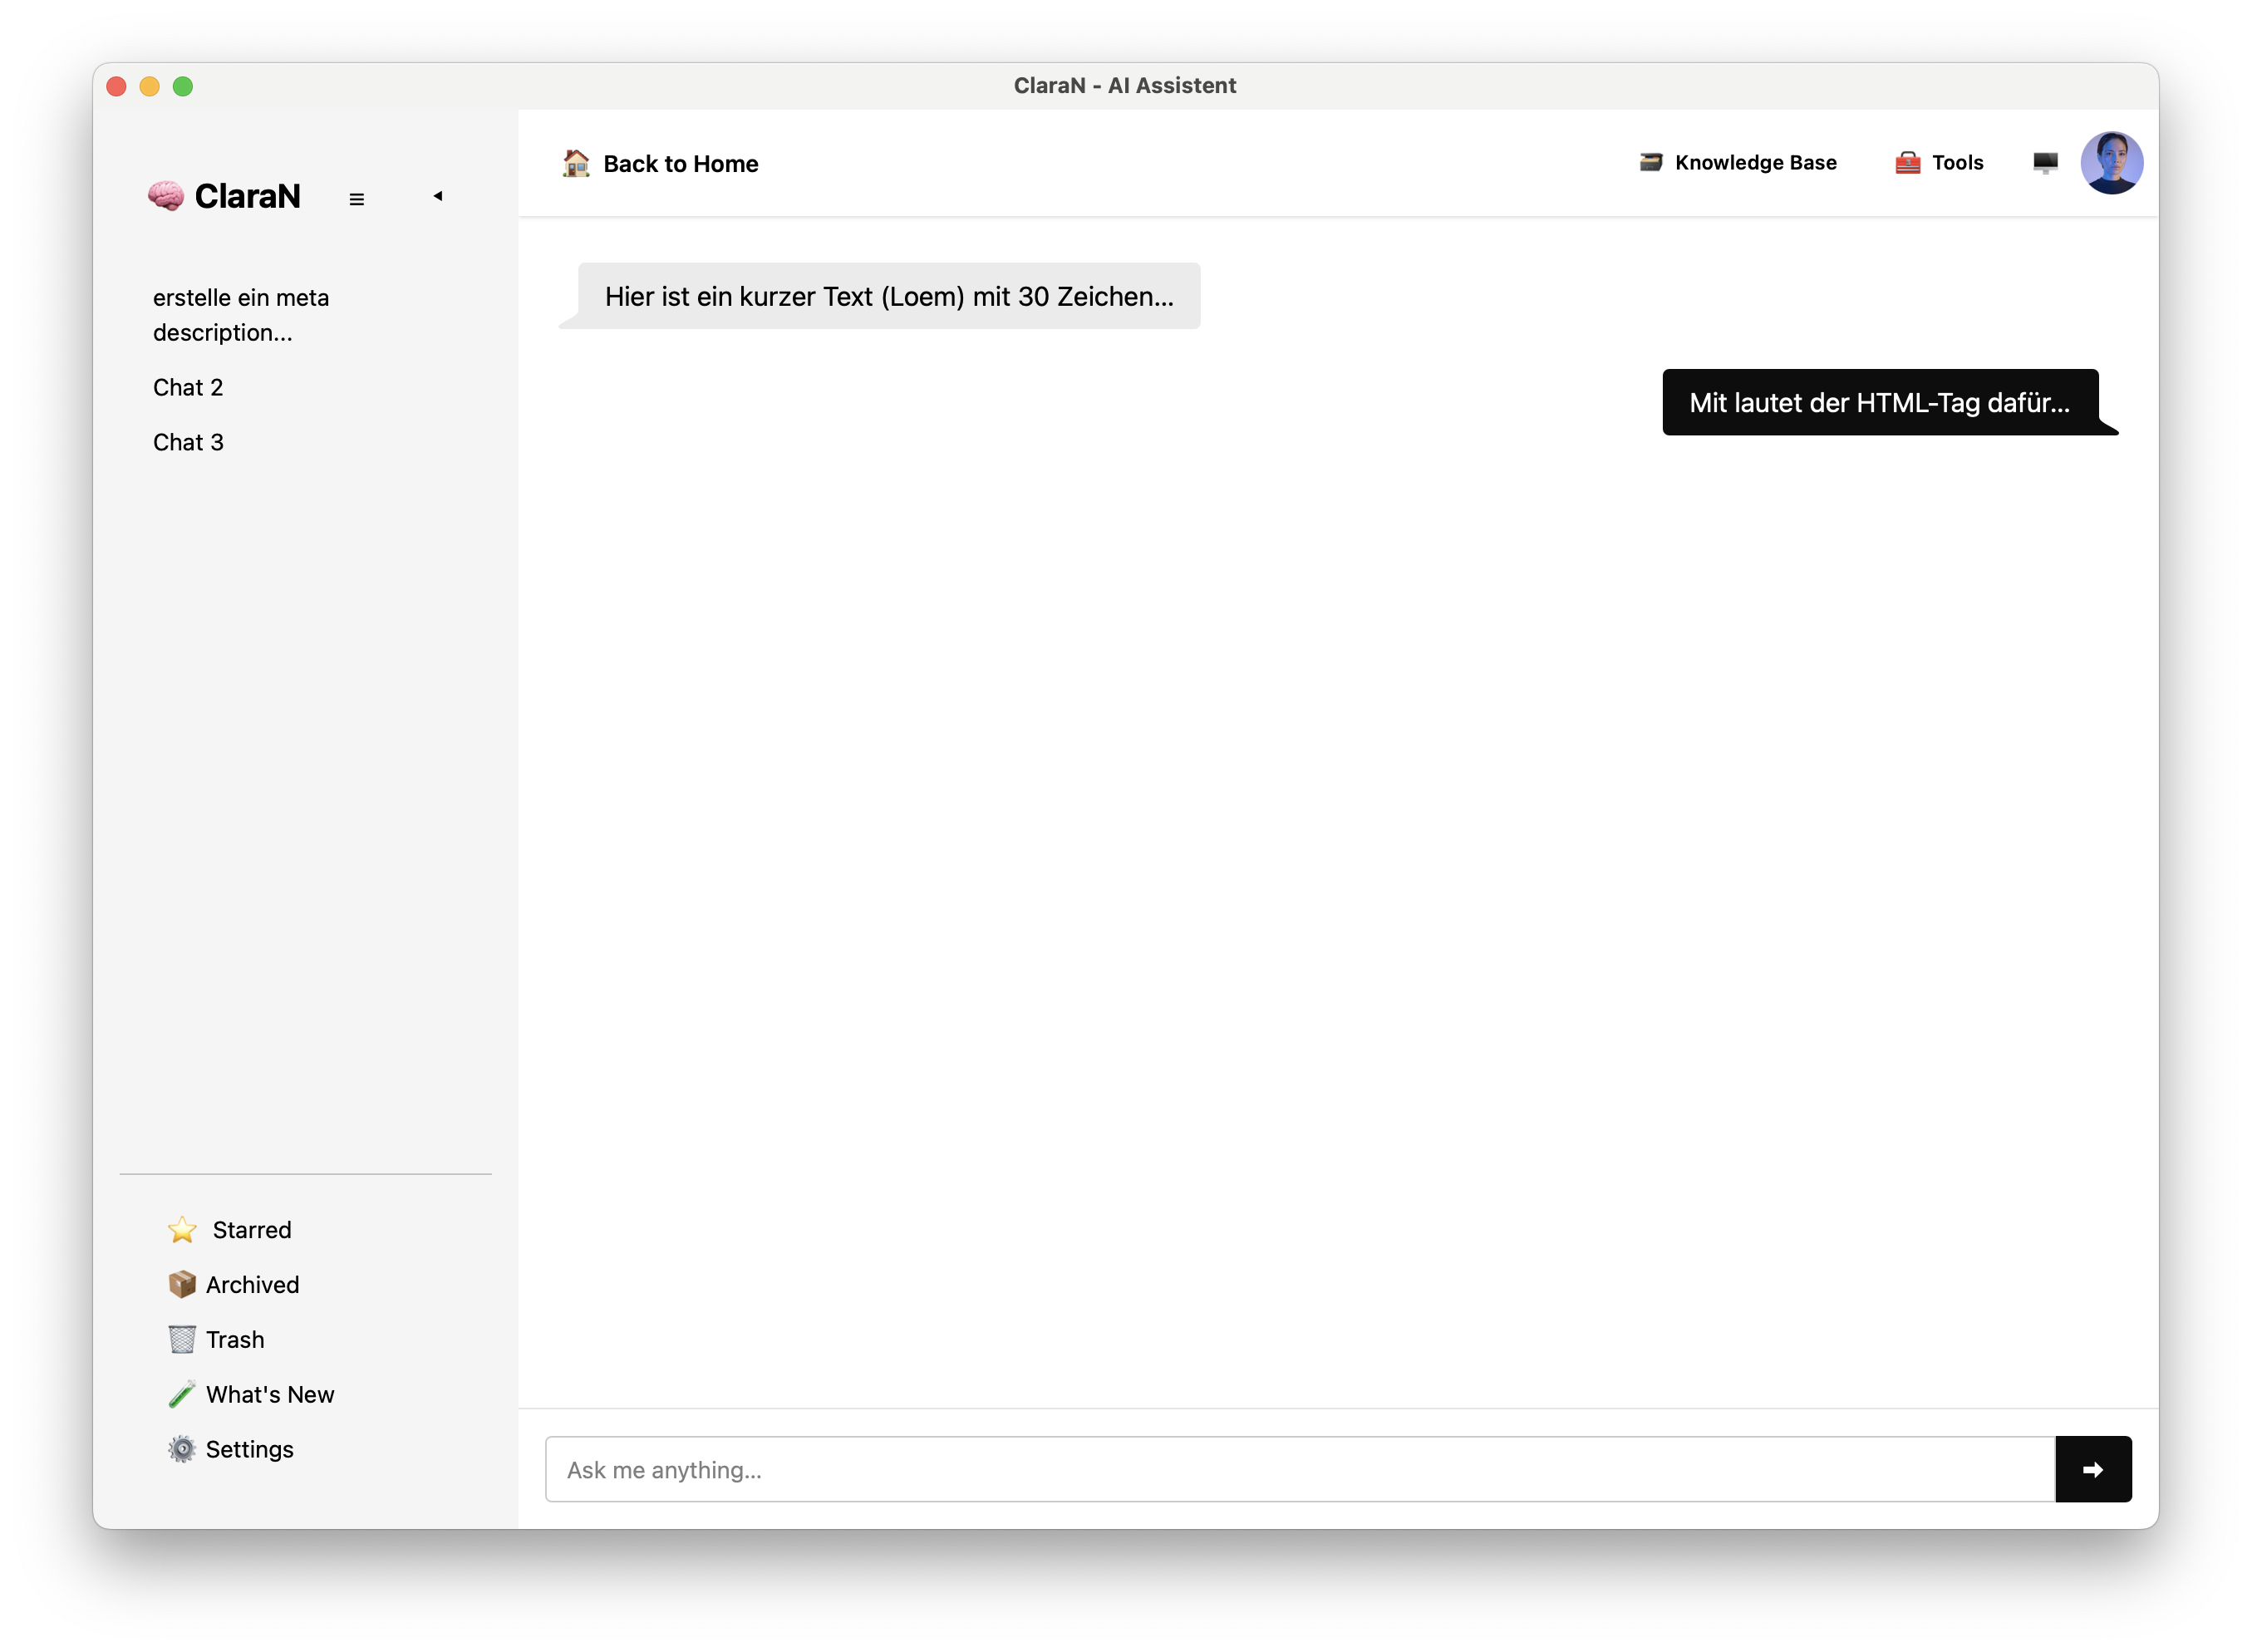 ClaraN - AI Assistent
ClaraN
erstelle ein meta
description...
Chat 2
Chat 3
Starred
Archived
Trash
What's New
Settings
Back to Home
Knowledge Base
Tools
Hier ist ein kurzer Text (Loem) mit 30 Zeichen...
Mit lautet der HTML-Tag dafür...
Ask me anything...